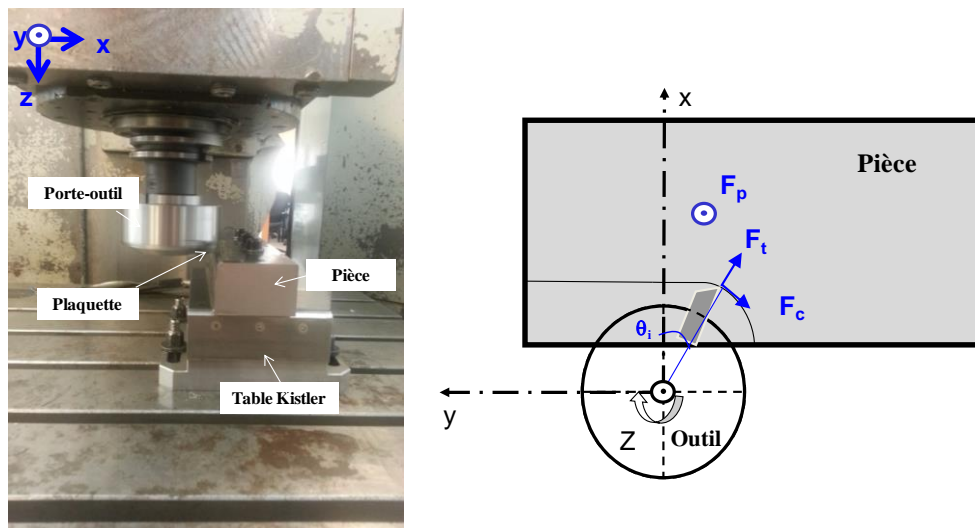 y
x
z
Porte-outil
Pièce
Plaquette
Table Kistler
x
Pièce
Fp
Ft
Fc
θi
y
Z
Outil